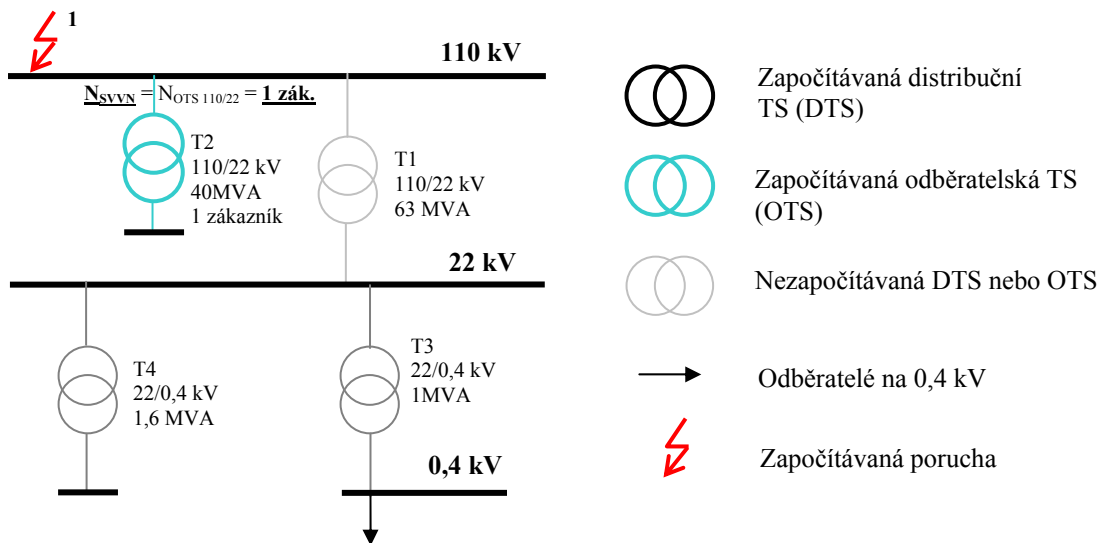 1
110 kV
N_SVVN = N_OTS 110/22 = 1 zák.
T2
110/22 kV
40MVA
1 zákazník
T1
110/22 kV
63 MVA
22 kV
T4
22/0,4 kV
1,6 MVA
T3
22/0,4 kV
1MVA
0,4 kV
Započítávaná distribuční
TS (DTS)
Započítávaná odběratelská TS
(OTS)
Nezapočítávaná DTS nebo OTS
Odběratelé na 0,4 kV
Započítávaná porucha